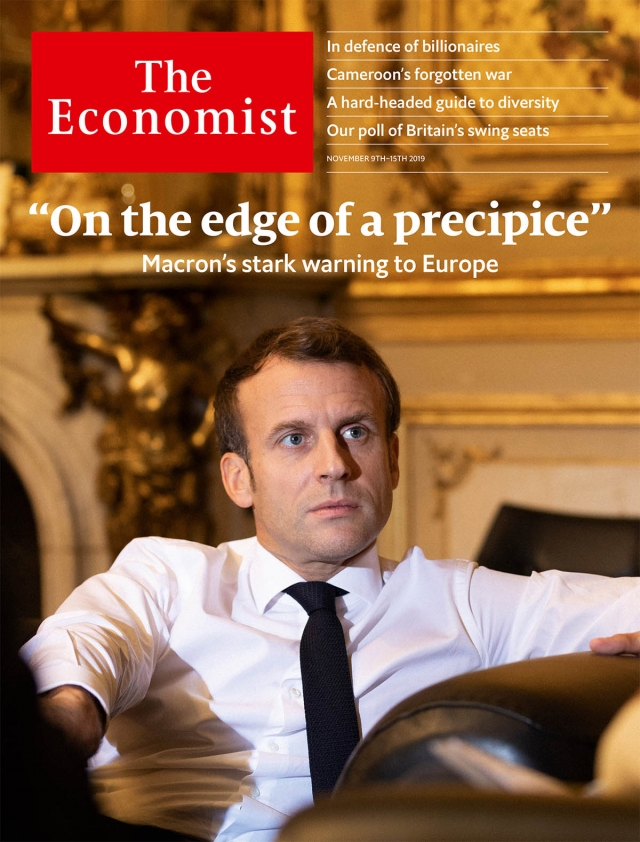 The
Economist
In defence of billionaires
Cameroon's forgotten war
A hard-headed guide to diversity
Our poll of Britain's swing seats
NOVEMBER 9TH–15TH 2019
“On the edge of a precipice”
Macron's stark warning to Europe